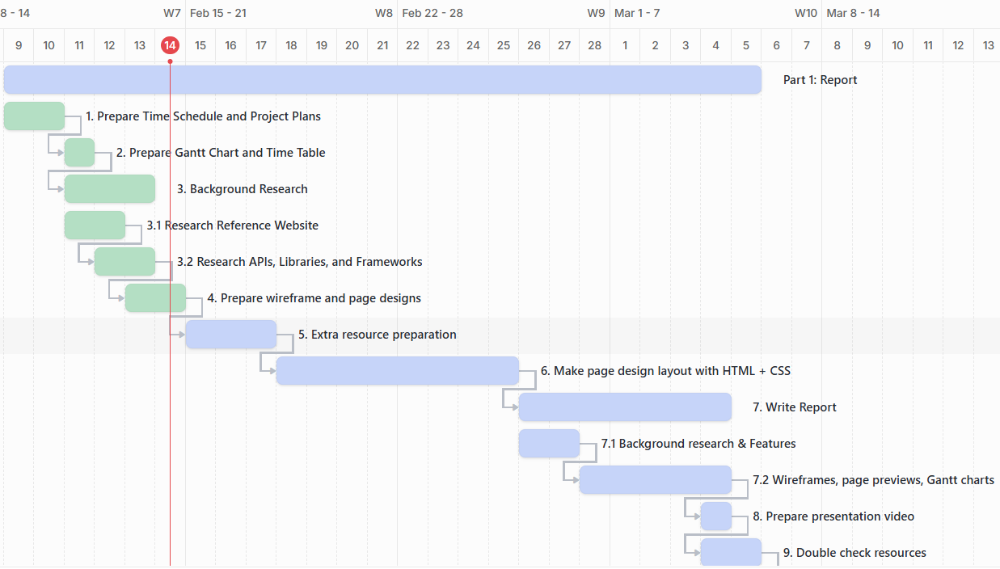 8 - 14 W7 Feb 15 - 21 W8 Feb 22 - 28 W9 Mar 1 - 7 W10 Mar 8 - 14
9 10 11 12 13 14 15 16 17 18 19 20 21 22 23 24 25 26 27 28 1 2 3 4 5 6 7 8 9 10 11 12 13
Part 1: Report
1. Prepare Time Schedule and Project Plans
2. Prepare Gantt Chart and Time Table
3. Background Research
3.1 Research Reference Website
3.2 Research APIs, Libraries, and Frameworks
4. Prepare wireframe and page designs
5. Extra resource preparation
6. Make page design layout with HTML + CSS
7. Write Report
7.1 Background research & Features
7.2 Wireframes, page previews, Gantt charts
8. Prepare presentation video
9. Double check resources